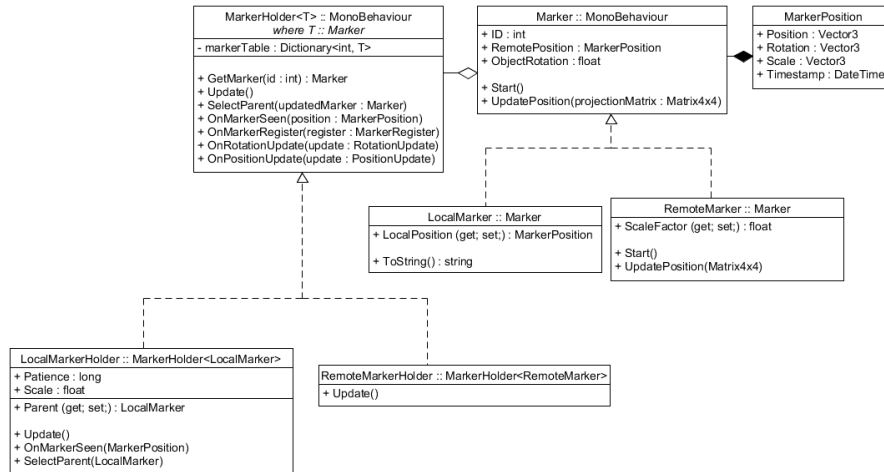 MarkerHolder<T> :: MonoBehaviour
where T :: Marker
- markerTable : Dictionary<int, T>
+ GetMarker(id : int) : Marker
+ Update()
+ SelectParent(updatedMarker : Marker)
+ OnMarkerSeen(position : MarkerPosition)
+ OnMarkerRegister(register : MarkerRegister)
+ OnRotationUpdate(update : RotationUpdate)
+ OnPositionUpdate(update : PositionUpdate)
Marker :: MonoBehaviour
+ ID : int
+ RemotePosition : MarkerPosition
+ ObjectRotation : float
+ Start()
+ UpdatePosition(projectionMatrix : Matrix4x4)
MarkerPosition
+ Position : Vector3
+ Rotation : Vector3
+ Scale : Vector3
+ Timestamp : DateTime
LocalMarker :: Marker
+ LocalPosition (get; set;) : MarkerPosition
+ ToString() : string
RemoteMarker :: Marker
+ ScaleFactor (get; set;) : float
+ Start()
+ UpdatePosition(Matrix4x4)
LocalMarkerHolder :: MarkerHolder<LocalMarker>
+ Patience : long
+ Scale : float
+ Parent (get; set;) : LocalMarker
+ Update()
+ OnMarkerSeen(MarkerPosition)
+ SelectParent(LocalMarker)
RemoteMarkerHolder :: MarkerHolder<RemoteMarker>
+ Update()